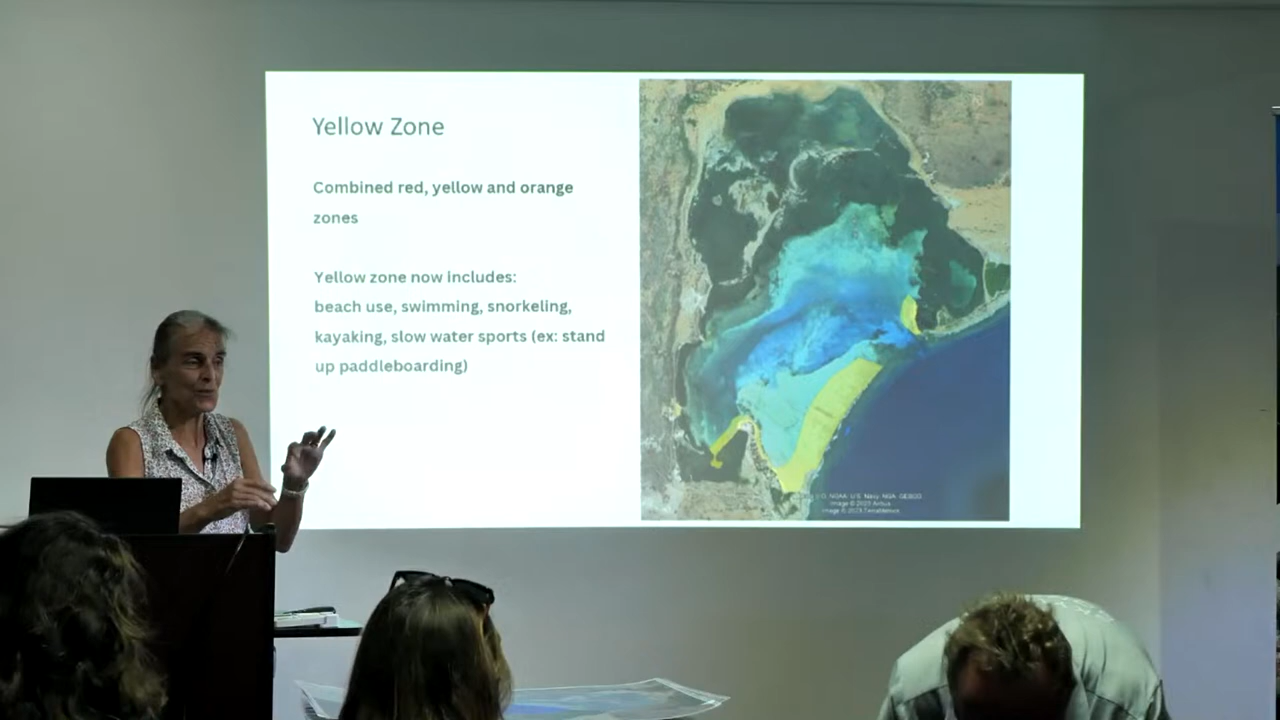 Yellow Zone
Combined red, yellow and orange
zones
Yellow zone now includes:
beach use, swimming, snorkeling,
kayaking, slow water sports (ex: stand
up paddleboarding)
NOAA, U.S. Navy, NGA, GEBCO
Image © 2023 Airbus
Image © 2023 TerraMetrics